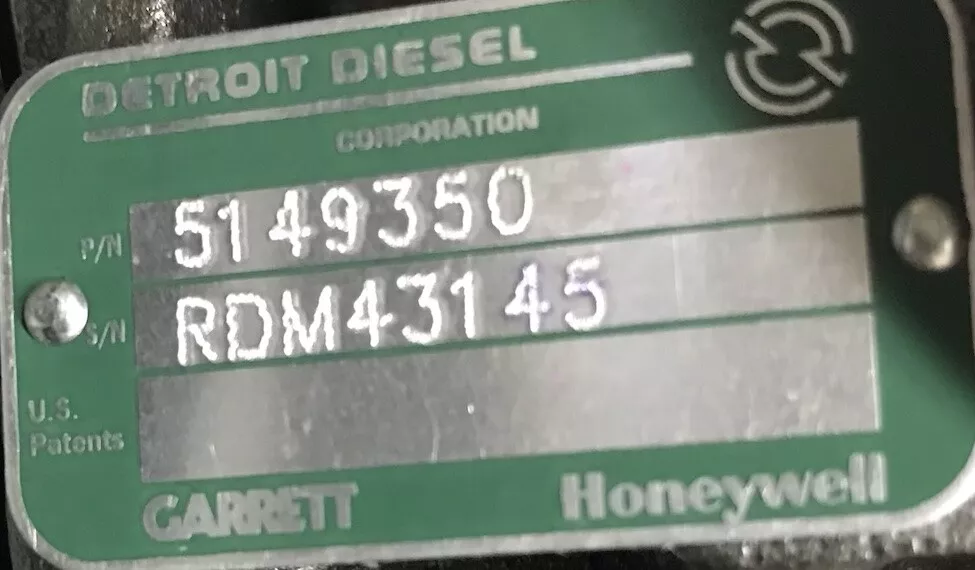 DETROIT DIESEL
CORPORATION
P/N 5149350
S/N RDM43145
U.S.
Patents
GARRETT Honeywell